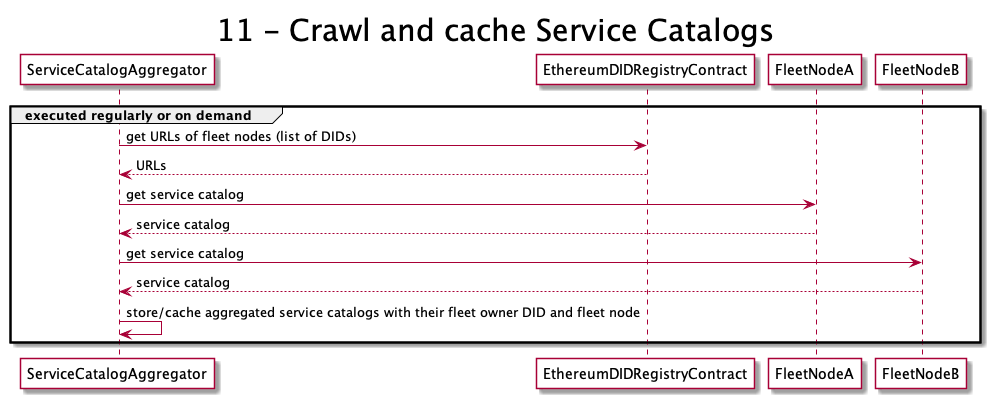 11 – Crawl and cache Service Catalogs
ServiceCatalogAggregator EthereumDIDRegistryContract FleetNodeA FleetNodeB
executed regularly or on demand
get URLs of fleet nodes (list of DIDs)
URLs
get service catalog
service catalog
get service catalog
service catalog
store/cache aggregated service catalogs with their fleet owner DID and fleet node
ServiceCatalogAggregator EthereumDIDRegistryContract FleetNodeA FleetNodeB